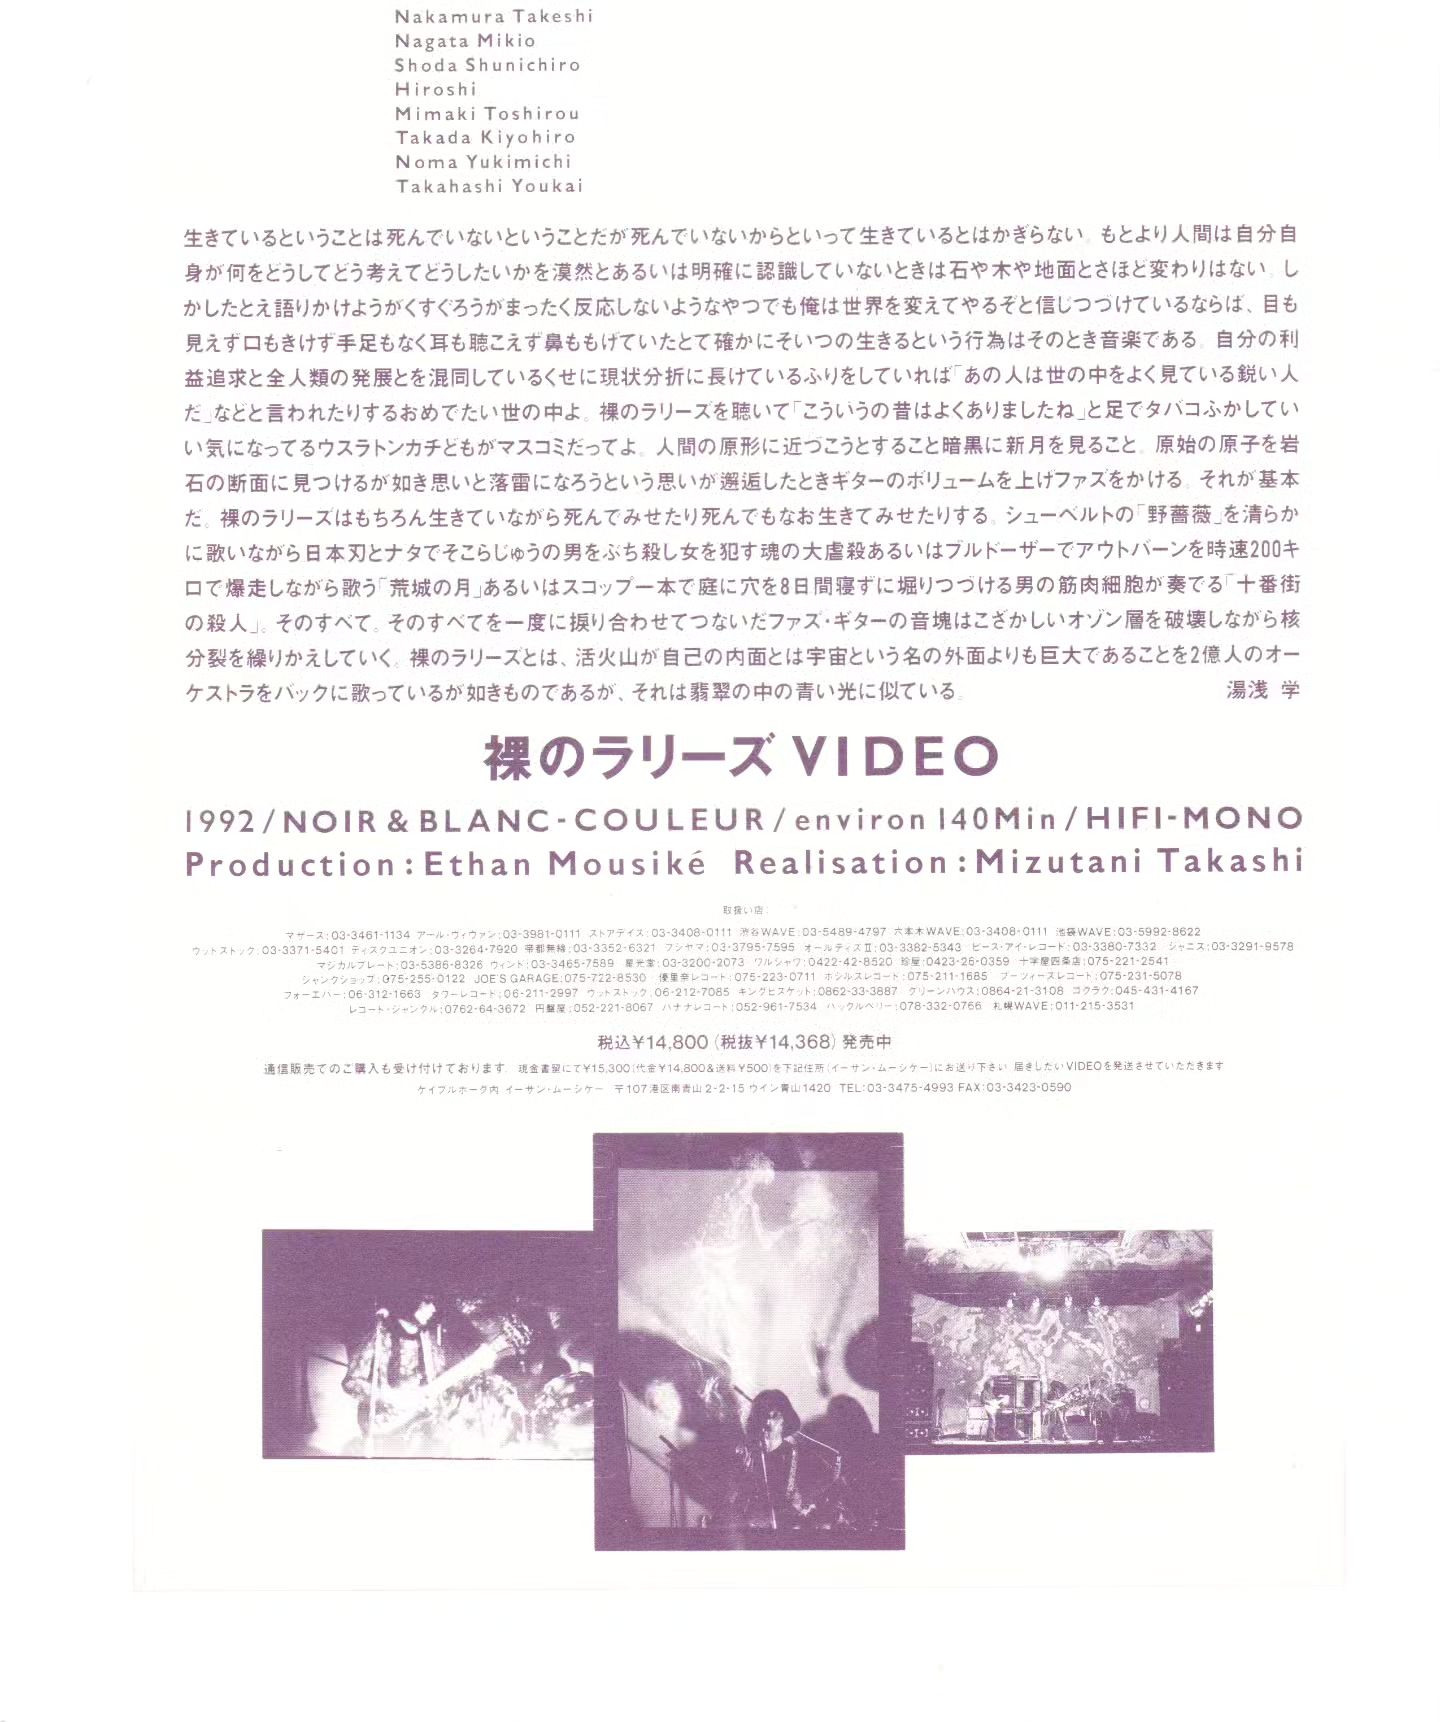 Nakamura Takeshi
Nagata Mikio
Shoda Shunichiro
Hiroshi
Mimaki Toshirou
Takada Kiyohiro
Noma Yukimichi
Takahashi Youkai
生きているということは死んでいないということだが死んでいないからといって生きているとはかぎらない。もとより人間は自分自
身が何をどうしてどう考えてどうしたいかを漠然とあるいは明確に認識していないときは石や木や地面とさほど変わりはない。し
かしたとえ語りかけようがくすぐろうがまったく反応しないようなやつでも俺は世界を変えてやるぞと信じつづけているならば、目も
見えず口もきけず手足もなく耳も聴こえず鼻ももげていたとて確かにそいつの生きるという行為はそのとき音楽である。自分の利
益追求と全人類の発展とを混同しているくせに現状分折に長けているふりをしていれば「あの人は世の中をよく見ている鋭い人
だ」などと言われたりするおめでたい世の中よ。裸のラリーズを聴いて「こういうの昔はよくありましたね」と足でタバコふかしてい
い気になってるウスラトンカチどもがマスコミだってよ。人間の原形に近づこうとすること暗黒に新月を見ること。原始の原子を岩
石の断面に見つけるが如き思いと落雷になろうという思いが邂逅したときギターのボリュームを上げファズをかける。それが基本
だ。裸のラリーズはもちろん生きていながら死んでみせたり死んでもなお生きてみせたりする。シューベルトの「野薔薇」を清らか
に歌いながら日本刃とナタでそこらじゅうの男をぶち殺し女を犯す魂の大虐殺あるいはブルドーザーでアウトバーンを時速200キ
ロで爆走しながら歌う「荒城の月」あるいはスコップ一本で庭に穴を8日間寝ずに堀りつづける男の筋肉細胞が奏でる「十番街
の殺人」。そのすべて。そのすべてを一度に捩り合わせてつないだファズ・ギターの音塊はこざかしいオゾン層を破壊しながら核
分裂を繰りかえしていく。裸のラリーズとは、活火山が自己の内面とは宇宙という名の外面よりも巨大であることを2億人のオー
ケストラをバックに歌っているが如きものであるが、それは翡翠の中の青い光に似ている。 湯浅 学
裸のラリーズ VIDEO
1992/NOIR & BLANC-COULEUR/environ 140Min/HIFI-MONO
Production:Ethan Mousiké Realisation:Mizutani Takashi
取扱い店:
マザース:03-3461-1134 アール・ヴィヴァン:03-3981-0111 ストアデイズ:03-3408-0111 渋谷WAVE:03-5489-4797 六本木WAVE:03-3408-0111 池袋WAVE:03-5992-8622
ウッドストック:03-3371-5401 ディスクユニオン:03-3264-7920 帝都無線:03-3352-6321 フジヤマ:03-3795-7595 オールディズⅡ:03-3382-5343 ピース・アイ・レコード:03-3380-7332 ジャニス:03-3291-9578
マジカルプレート:03-5386-8326 ウィンド:03-3465-7589 星光堂:03-3200-2073 ワルシャワ:0422-42-8520 珍屋:0423-25-0359 十字屋四条店:075-221-2541
シャンクショップ:075-255-0122 JOE'S GARAGE:075-722-8530 優里奈レコード:075-223-0711 ホシルスレコード:075-211-1685 プーツィースレコード:075-231-5078
フォーエバー:06-312-1663 タワーレコード:06-211-2997 ウッドストック:06-212-7085 キングビスケット:0862-33-3887 グリーンハウス:0864-21-3108 ゴクラク:045-431-4167
レコード・ジャングル:0762-64-3672 円盤屋:052-221-8067 バナナレコード:052-961-7534 ハックルベリー:078-332-0766 札幌WAVE:011-215-3531
税込¥14,800(税抜¥14,368)発売中
通信販売でのご購入も受け付けております。 現金書留にて¥15,300(代金¥14,800&送料¥500)を下記住所(イーサン・ムーシケー)にお送り下さい 届きしだいVIDEOを発送させていただきます
ケイブルホーグ内 イーサン・ムーシケー 〒107港区南青山2-2-15 ウイン青山1420 TEL:03-3475-4993 FAX:03-3423-0590